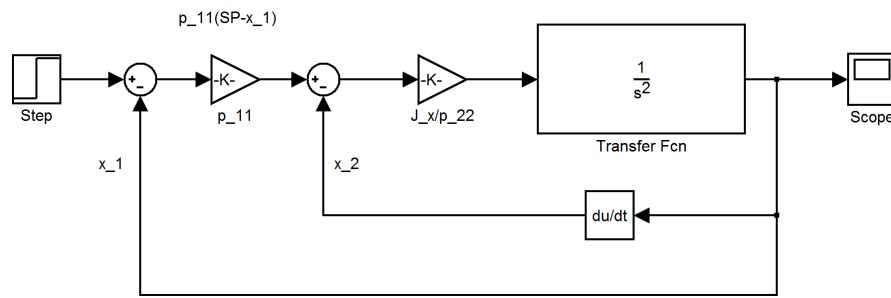 p_11(SP-x_1)
+
−
-K-
+
−
-K-
1
s²
Step
p_11
J_x/p_22
Transfer Fcn
Scope
x_1
x_2
du/dt